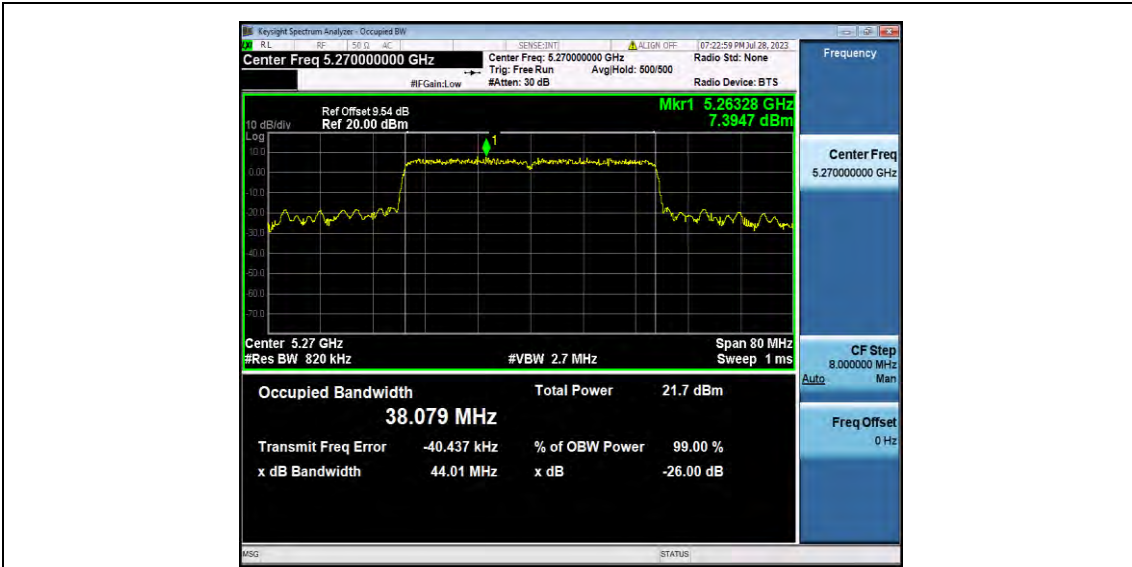 Keysight Spectrum Analyzer - Occupied BW
RL RF 50 Ω AC SENSE:INT ALIGN OFF 07:22:59 PM Jul 28, 2023
Center Freq 5.270000000 GHz
Center Freq: 5.270000000 GHz Radio Std: None
Trig: Free Run Avg|Hold: 500/500
#IFGain:Low #Atten: 30 dB Radio Device: BTS
Frequency
Ref Offset 9.54 dB Mkr1 5.26328 GHz
10 dB/div Ref 20.00 dBm 7.3947 dBm
Log
10.0
1
0.00
-10.0
-20.0
-30.0
-40.0
-50.0
-60.0
-70.0
Center 5.27 GHz Span 80 MHz
#Res BW 820 kHz #VBW 2.7 MHz Sweep 1 ms
Center Freq
5.270000000 GHz
CF Step
8.000000 MHz
Auto Man
Freq Offset
0 Hz
Occupied Bandwidth Total Power 21.7 dBm
38.079 MHz
Transmit Freq Error -40.437 kHz % of OBW Power 99.00 %
x dB Bandwidth 44.01 MHz x dB -26.00 dB
MSG STATUS